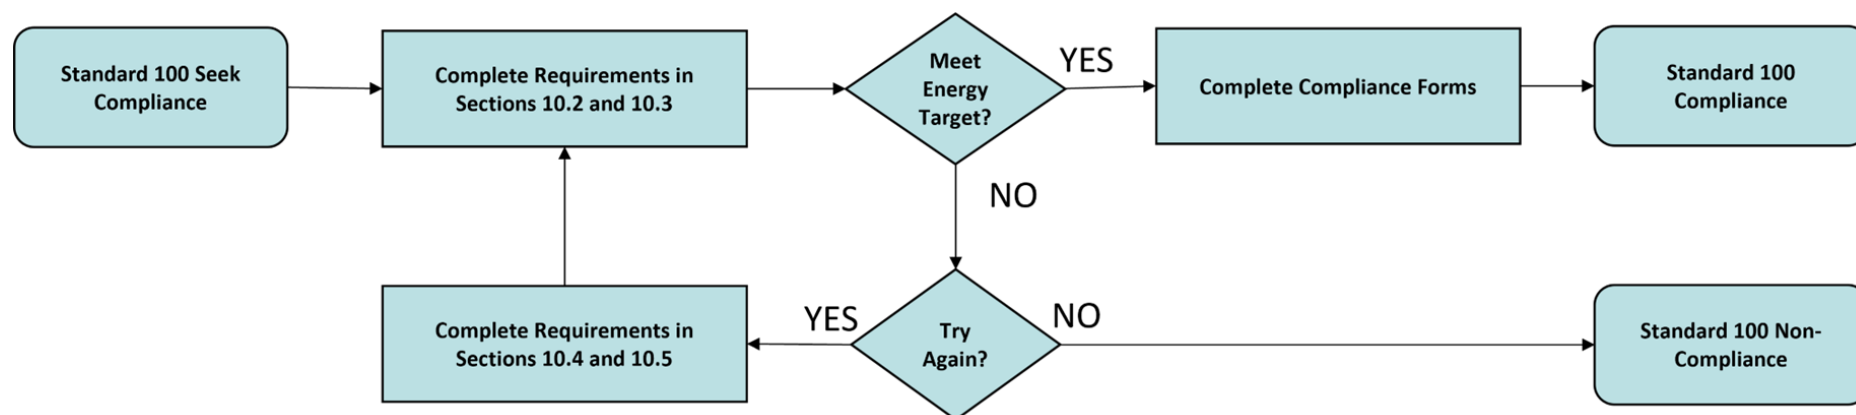 Standard 100 Seek
Compliance
Complete Requirements in
Sections 10.2 and 10.3
Meet
Energy
Target?
YES
Complete Compliance Forms
Standard 100
Compliance
NO
Complete Requirements in
Sections 10.4 and 10.5
YES
Try
Again?
NO
Standard 100 Non-
Compliance